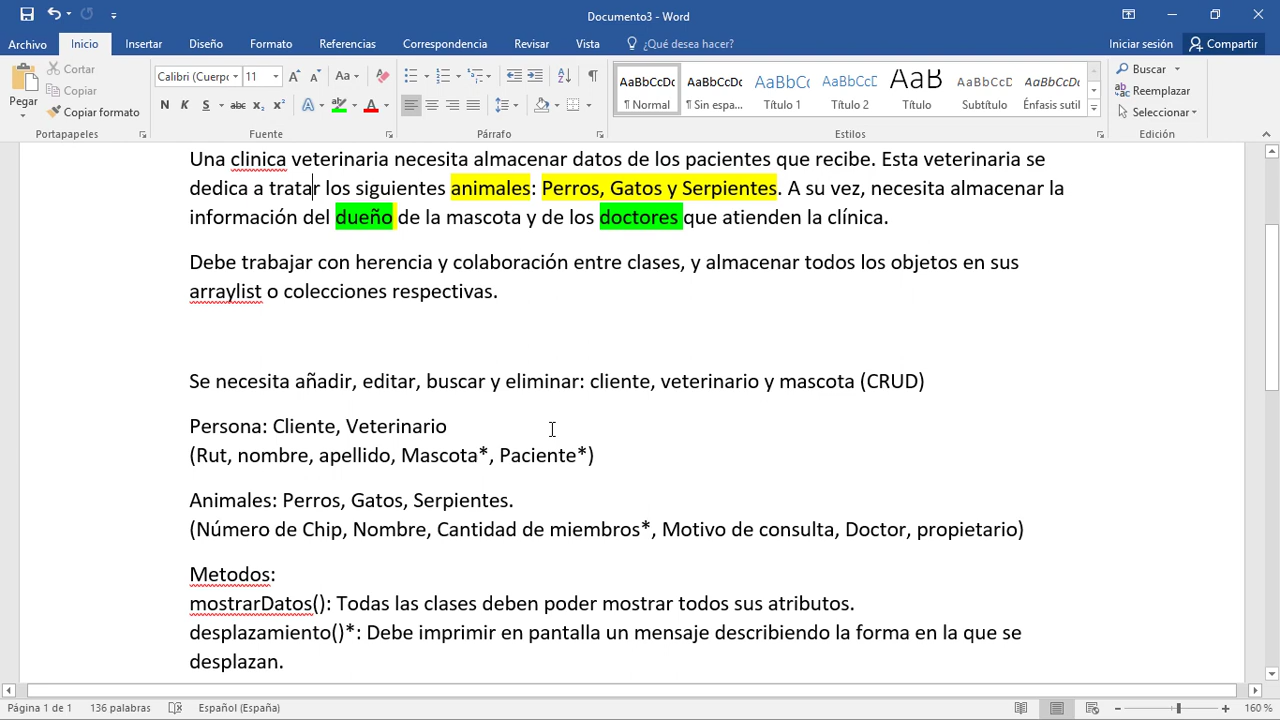 Documento3 - Word
Archivo Inicio Insertar Diseño Formato Referencias Correspondencia Revisar Vista ¿Qué desea hacer? Iniciar sesión Compartir
Pegar
Cortar
Copiar
Copiar formato
Portapapeles
Calibri (Cuerpo 11
N K S abc x₂ x²
Fuente
Párrafo
AaBbCcDc AaBbCcDc AaBbCcD AaBbCcD AaB AaBbCcD AaBbCcDc
¶ Normal ¶ Sin espa... Título 1 Título 2 Título Subtítulo Énfasis sutil
Estilos
Buscar
Reemplazar
Seleccionar
Edición
Una clinica veterinaria necesita almacenar datos de los pacientes que recibe. Esta veterinaria se
dedica a tratar los siguientes animales: Perros, Gatos y Serpientes. A su vez, necesita almacenar la
información del dueño de la mascota y de los doctores que atienden la clínica.
Debe trabajar con herencia y colaboración entre clases, y almacenar todos los objetos en sus
arraylist o colecciones respectivas.
Se necesita añadir, editar, buscar y eliminar: cliente, veterinario y mascota (CRUD)
Persona: Cliente, Veterinario
(Rut, nombre, apellido, Mascota*, Paciente*)
Animales: Perros, Gatos, Serpientes.
(Número de Chip, Nombre, Cantidad de miembros*, Motivo de consulta, Doctor, propietario)
Metodos:
mostrarDatos(): Todas las clases deben poder mostrar todos sus atributos.
desplazamiento()*: Debe imprimir en pantalla un mensaje describiendo la forma en la que se
desplazan.
Página 1 de 1 136 palabras Español (España) 160 %